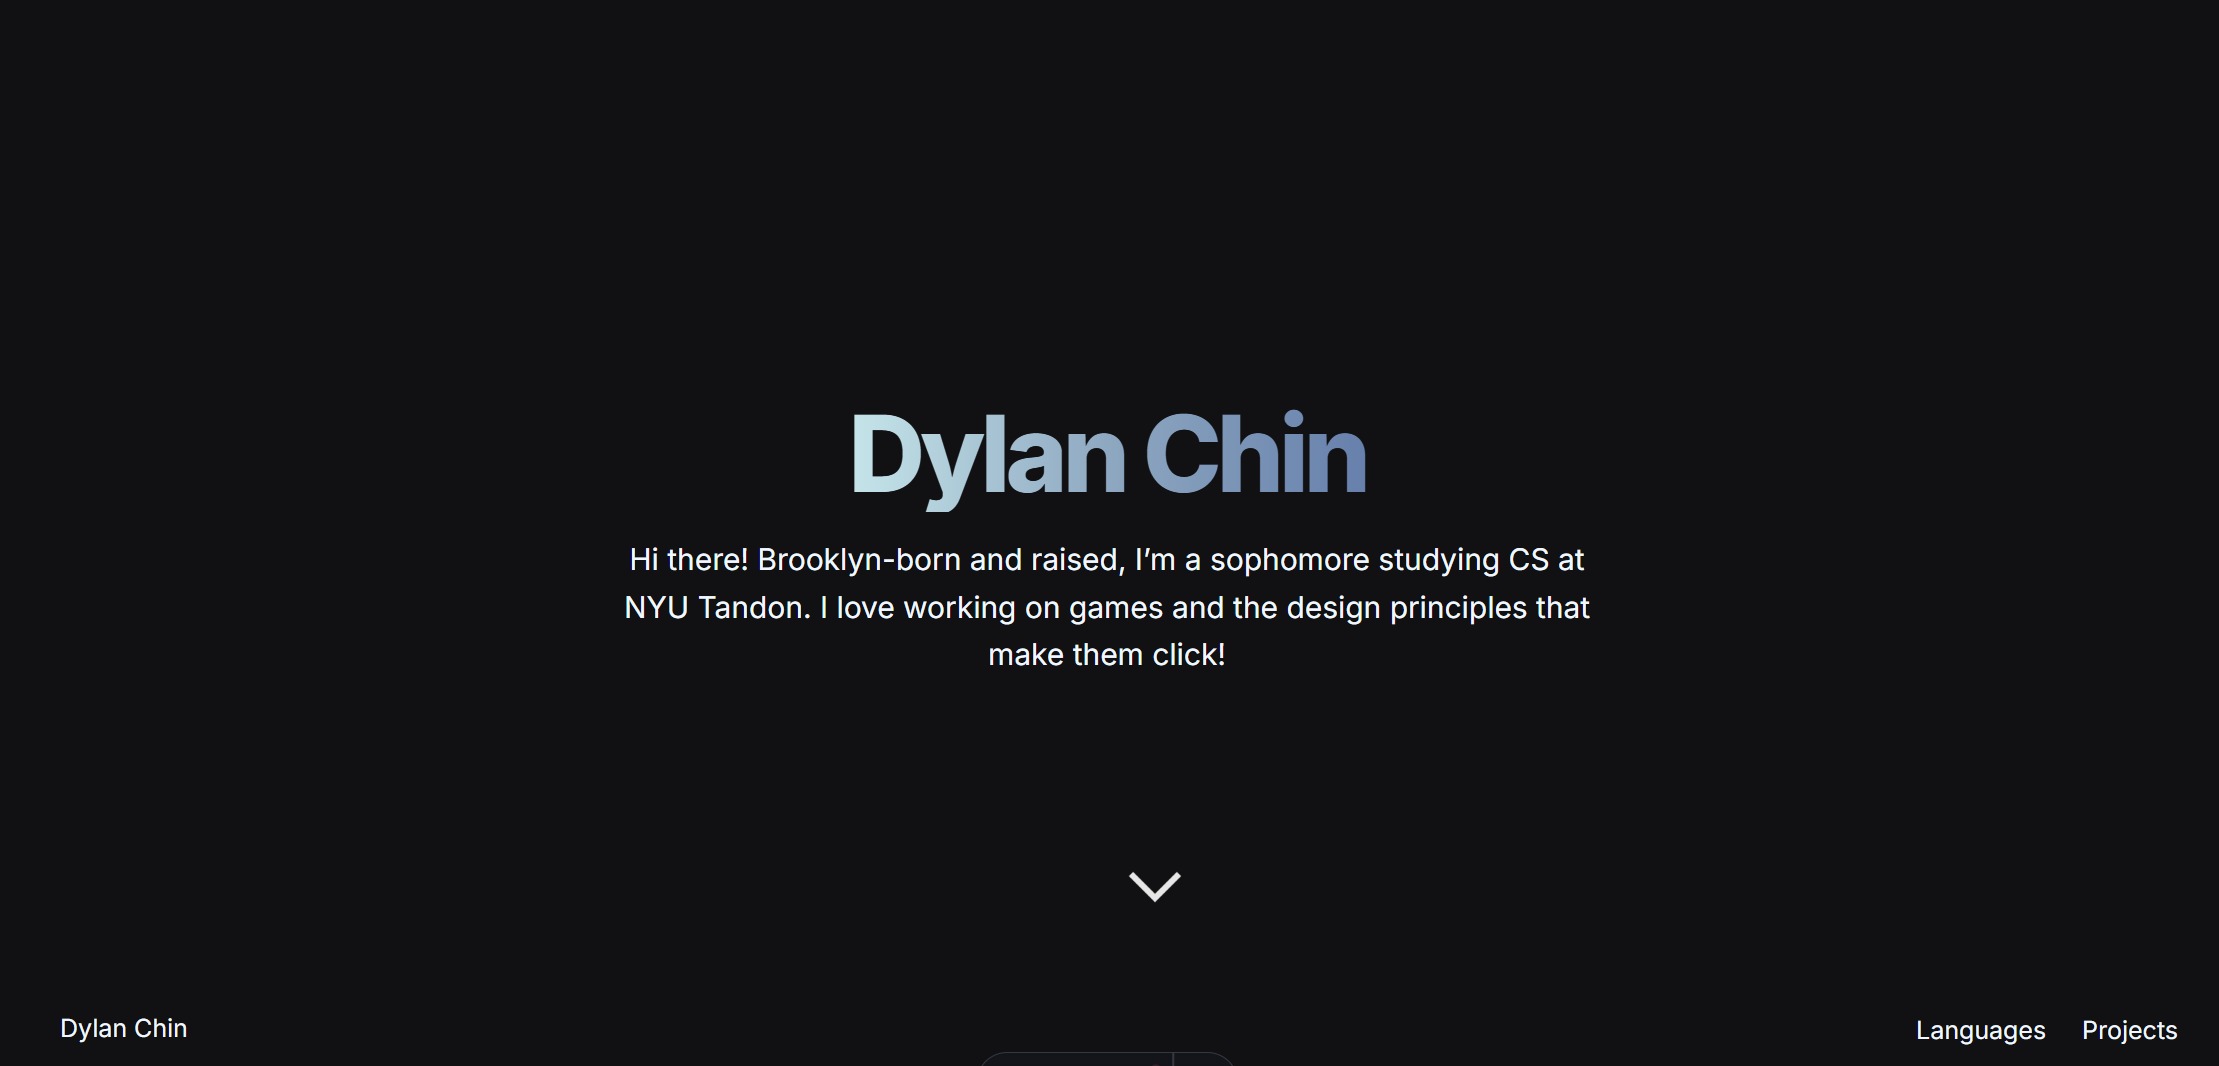 Dylan Chin
Hi there! Brooklyn-born and raised, I’m a sophomore studying CS at
NYU Tandon. I love working on games and the design principles that
make them click!
Dylan Chin
Languages
Projects